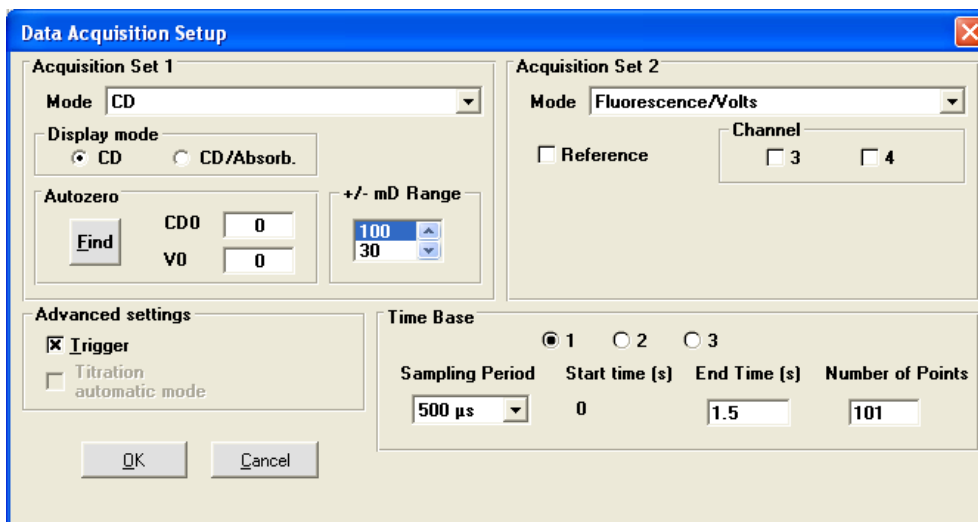 Data Acquisition Setup
Acquisition Set 1
Mode CD
Display mode
CD CD/Absorb.
Autozero
Find
CD0 0
V0 0
+/- mD Range
100
30
Acquisition Set 2
Mode Fluorescence/Volts
Reference
Channel
3 4
Advanced settings
Trigger
Titration
automatic mode
Time Base
1 2 3
Sampling Period Start time (s) End Time (s) Number of Points
500 µs 0 1.5 101
OK Cancel